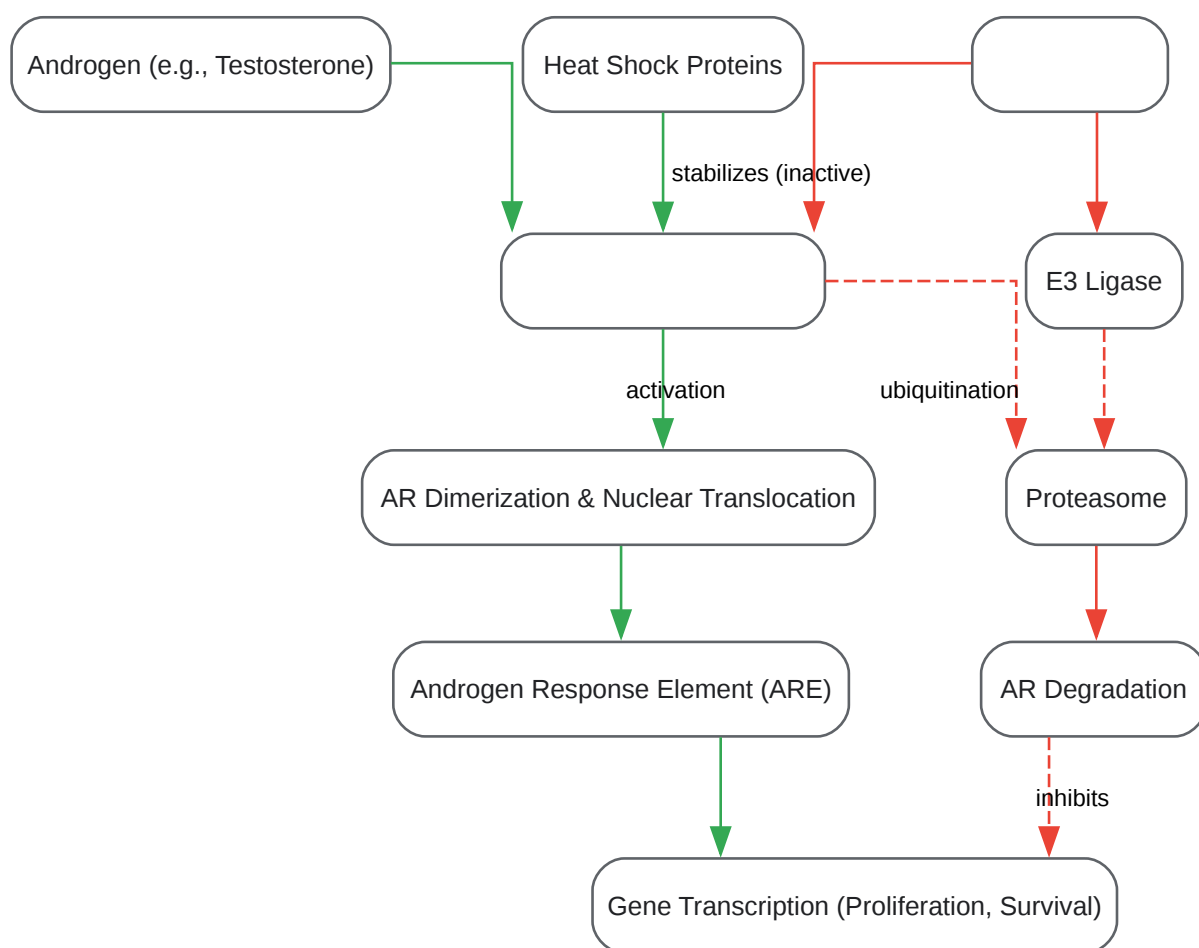 Androgen (e.g., Testosterone)
Heat Shock Proteins
stabilizes (inactive)
E3 Ligase
activation
ubiquitination
AR Dimerization & Nuclear Translocation
Proteasome
Androgen Response Element (ARE)
AR Degradation
inhibits
Gene Transcription (Proliferation, Survival)